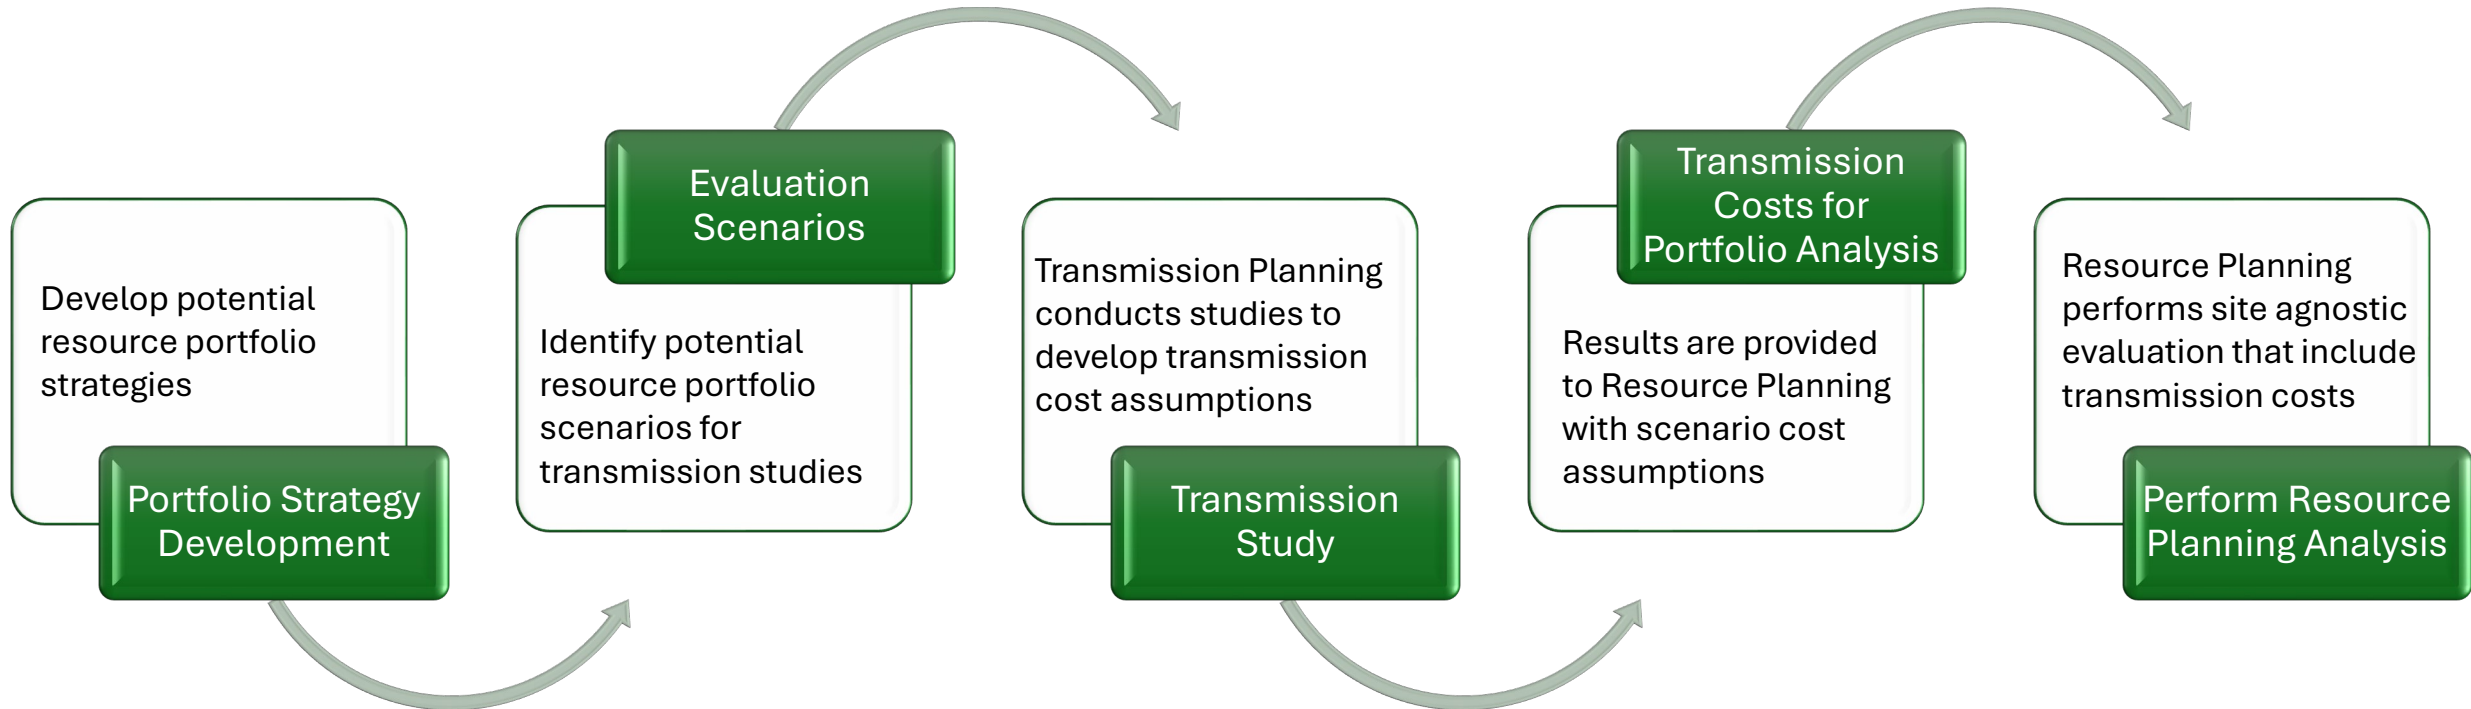 Develop potential
resource portfolio
strategies
Portfolio Strategy
Development
Evaluation
Scenarios
Identify potential
resource portfolio
scenarios for
transmission studies
Transmission Planning
conducts studies to
develop transmission
cost assumptions
Transmission
Study
Transmission
Costs for
Portfolio Analysis
Results are provided
to Resource Planning
with scenario cost
assumptions
Resource Planning
performs site agnostic
evaluation that include
transmission costs
Perform Resource
Planning Analysis